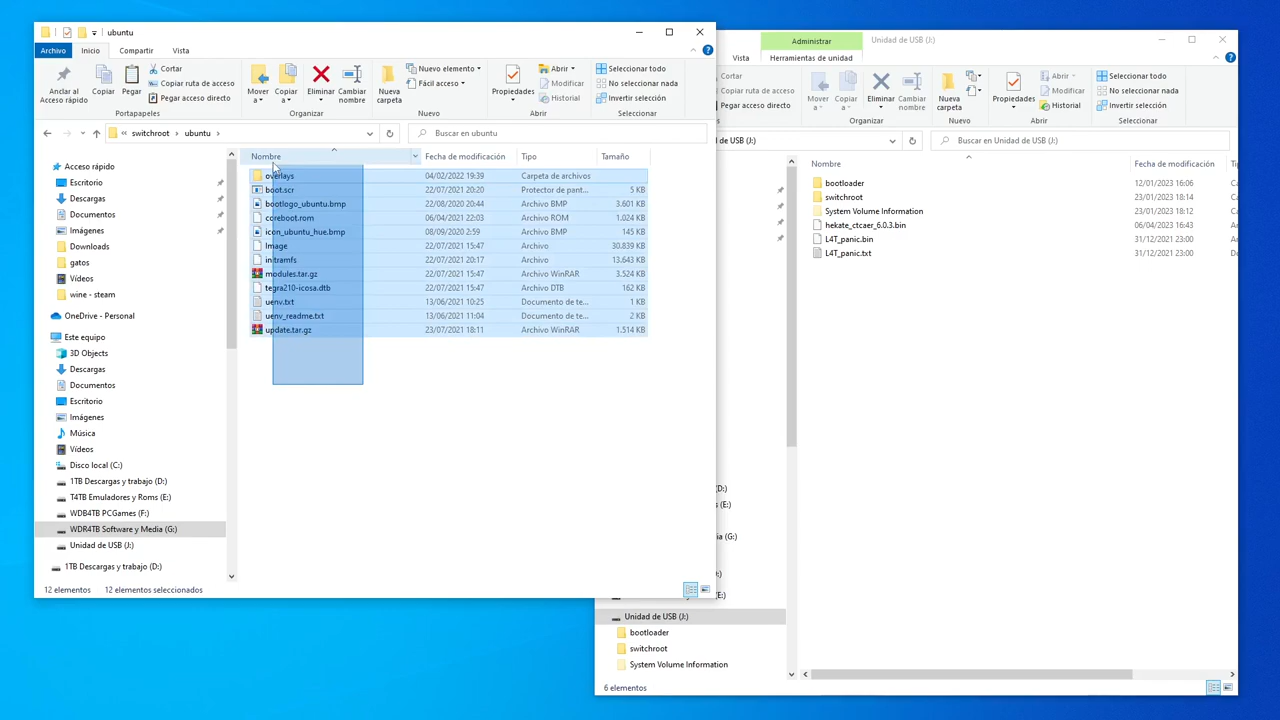 ubuntu
Archivo
Inicio
Compartir
Vista
Anclar al
Acceso rápido
Copiar
Pegar
Cortar
Copiar ruta de acceso
Pegar acceso directo
Portapapeles
Mover
a
Copiar
a
Eliminar
Cambiar
nombre
Organizar
Nueva
carpeta
Nuevo elemento
Fácil acceso
Nuevo
Propiedades
Abrir
Modificar
Historial
Abrir
Seleccionar todo
No seleccionar nada
Invertir selección
Seleccionar
« switchroot › ubuntu ›
Buscar en ubuntu
Acceso rápido
Escritorio
Descargas
Documentos
Imágenes
Downloads
gatos
Vídeos
wine - steam
OneDrive - Personal
Este equipo
3D Objects
Descargas
Documentos
Escritorio
Imágenes
Música
Vídeos
Disco local (C:)
1TB Descargas y trabajo (D:)
T4TB Emuladores y Roms (E:)
WDB4TB PCGames (F:)
WDR4TB Software y Media (G:)
Unidad de USB (J:)
1TB Descargas y trabajo (D:)
Nombre Fecha de modificación Tipo Tamaño
overlays 04/02/2022 19:39 Carpeta de archivos
boot.scr 22/07/2021 20:20 Protector de pant... 5 KB
bootlogo_ubuntu.bmp 22/08/2020 20:44 Archivo BMP 3.601 KB
coreboot.rom 06/04/2021 22:03 Archivo ROM 1.024 KB
icon_ubuntu_hue.bmp 08/09/2020 2:59 Archivo BMP 145 KB
Image 22/07/2021 15:47 Archivo 30.839 KB
initramfs 22/07/2021 20:17 Archivo 13.643 KB
modules.tar.gz 22/07/2021 15:47 Archivo WinRAR 3.524 KB
tegra210-icosa.dtb 22/07/2021 15:47 Archivo DTB 162 KB
uenv.txt 13/06/2021 10:25 Documento de te... 1 KB
uenv_readme.txt 13/06/2021 11:04 Documento de te... 2 KB
update.tar.gz 23/07/2021 18:11 Archivo WinRAR 1.514 KB
12 elementos 12 elementos seleccionados
Administrar
Unidad de USB (J:)
Vista
Herramientas de unidad
Cortar
Copiar ruta de acceso
Pegar acceso directo
Mover
a
Copiar
a
Eliminar
Cambiar
nombre
Organizar
Nueva
carpeta
Nuevo
Propiedades
Abrir
Modificar
Historial
Abrir
Seleccionar todo
No seleccionar nada
Invertir selección
Seleccionar
d de USB (J:)
Buscar en Unidad de USB (J:)
(D:)
(E:)
ia (G:)
(D:)
(E:)
Unidad de USB (J:)
bootloader
switchroot
System Volume Information
Nombre Fecha de modificación Ti
bootloader 12/01/2023 16:06
switchroot 23/01/2023 18:14
System Volume Information 23/01/2023 18:12
hekate_ctcaer_6.0.3.bin 06/04/2023 16:43
L4T_panic.bin 31/12/2021 23:00
L4T_panic.txt 31/12/2021 23:00
6 elementos